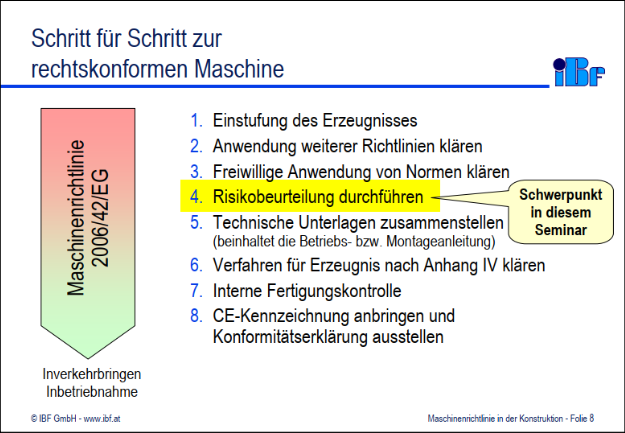 Schritt für Schritt zur
rechtskonformen Maschine
iBf
Maschinenrichtlinie
2006/42/EG
1. Einstufung des Erzeugnisses
2. Anwendung weiterer Richtlinien klären
3. Freiwillige Anwendung von Normen klären
4. Risikobeurteilung durchführen
Schwerpunkt
in diesem
Seminar
5. Technische Unterlagen zusammenstellen
(beinhaltet die Betriebs- bzw. Montageanleitung)
6. Verfahren für Erzeugnis nach Anhang IV klären
7. Interne Fertigungskontrolle
8. CE-Kennzeichnung anbringen und
Konformitätserklärung ausstellen
Inverkehrbringen
Inbetriebnahme
© IBF GmbH - www.ibf.at
Maschinenrichtlinie in der Konstruktion - Folie 8